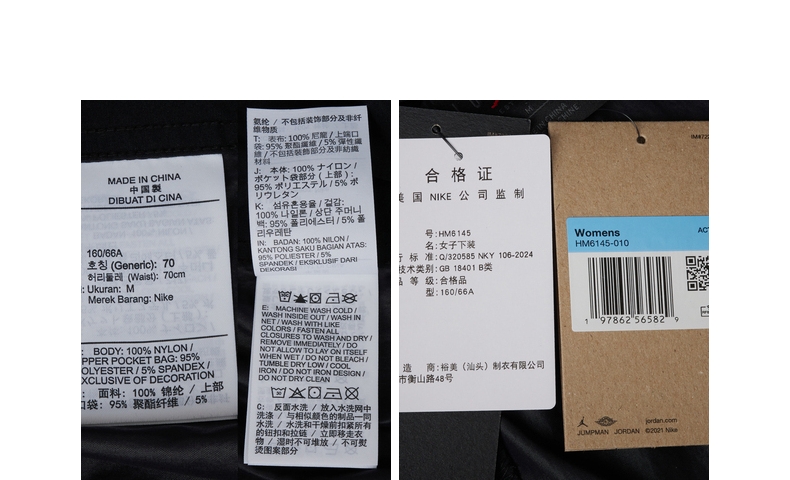 MADE IN CHINA
中國製
DIBUAT DI CINA
160/66A
호칭 (Generic): 70
허리둘레 (Waist): 70cm
Ukuran: M
Merek Barang: Nike
BODY: 100% NYLON /
PPER POCKET BAG: 95%
OLYESTER / 5% SPANDEX /
XCLUSIVE OF DECORATION
: 面料: 100% 锦纶 / 上部
口袋: 95% 聚酯纤维 / 5%
氨纶 / 不包括装饰部分及非纤
维物质
T: 表布: 100% 尼龍 / 上端口
袋: 95% 聚酯纖維 / 5% 彈性纖
維 / 不包括裝飾部分及非紡織
材質
J: 本体: 100% ナイロン /
ポケット袋部分 ( 上部 ) :
95% ポリエステル / 5% ポ
リウレタン
K: 섬유혼용율 / 겉감:
100% 나일론 / 상단 주머니
백: 95% 폴리에스터 / 5% 폴
리우레탄
IN: BADAN: 100% NILON /
KANTONG SAKU BAGIAN ATAS:
95% POLIESTER / 5%
SPANDEK / EKSKLUSIF DARI
DEKORASI
E: MACHINE WASH COLD /
WASH INSIDE OUT / WASH IN
NET / WASH WITH LIKE
COLORS / FASTEN ALL
CLOSURES TO WASH AND DRY /
REMOVE IMMEDIATELY / DO
NOT ALLOW TO LAY ON ITSELF
WHEN WET / DO NOT BLEACH /
TUMBLE DRY LOW / COOL
IRON / DO NOT IRON DESIGN /
DO NOT DRY CLEAN
C: 反面水洗 / 放入水洗网中
洗涤 / 与相似颜色的制品一同
水洗 / 水洗和干燥前扣紧所有
的钮扣和拉链 / 立即移走衣
物 / 湿时不可堆放 / 不可熨
烫图案部分
合格证
美国 NIKE 公司监制
号: HM6145
名: 女子下装
行标准: Q/320585 NKY 106-2024
技术类别: GB 18401 B类
品等级: 合格品
型: 160/66A
造商: 裕美 (汕头) 制衣有限公司
市衡山路48号
CHINA
IM8722
Womens
HM6145-010
ACT
1 97862 56582 9
JUMPMAN JORDAN
jordan.com
©2021 Nike